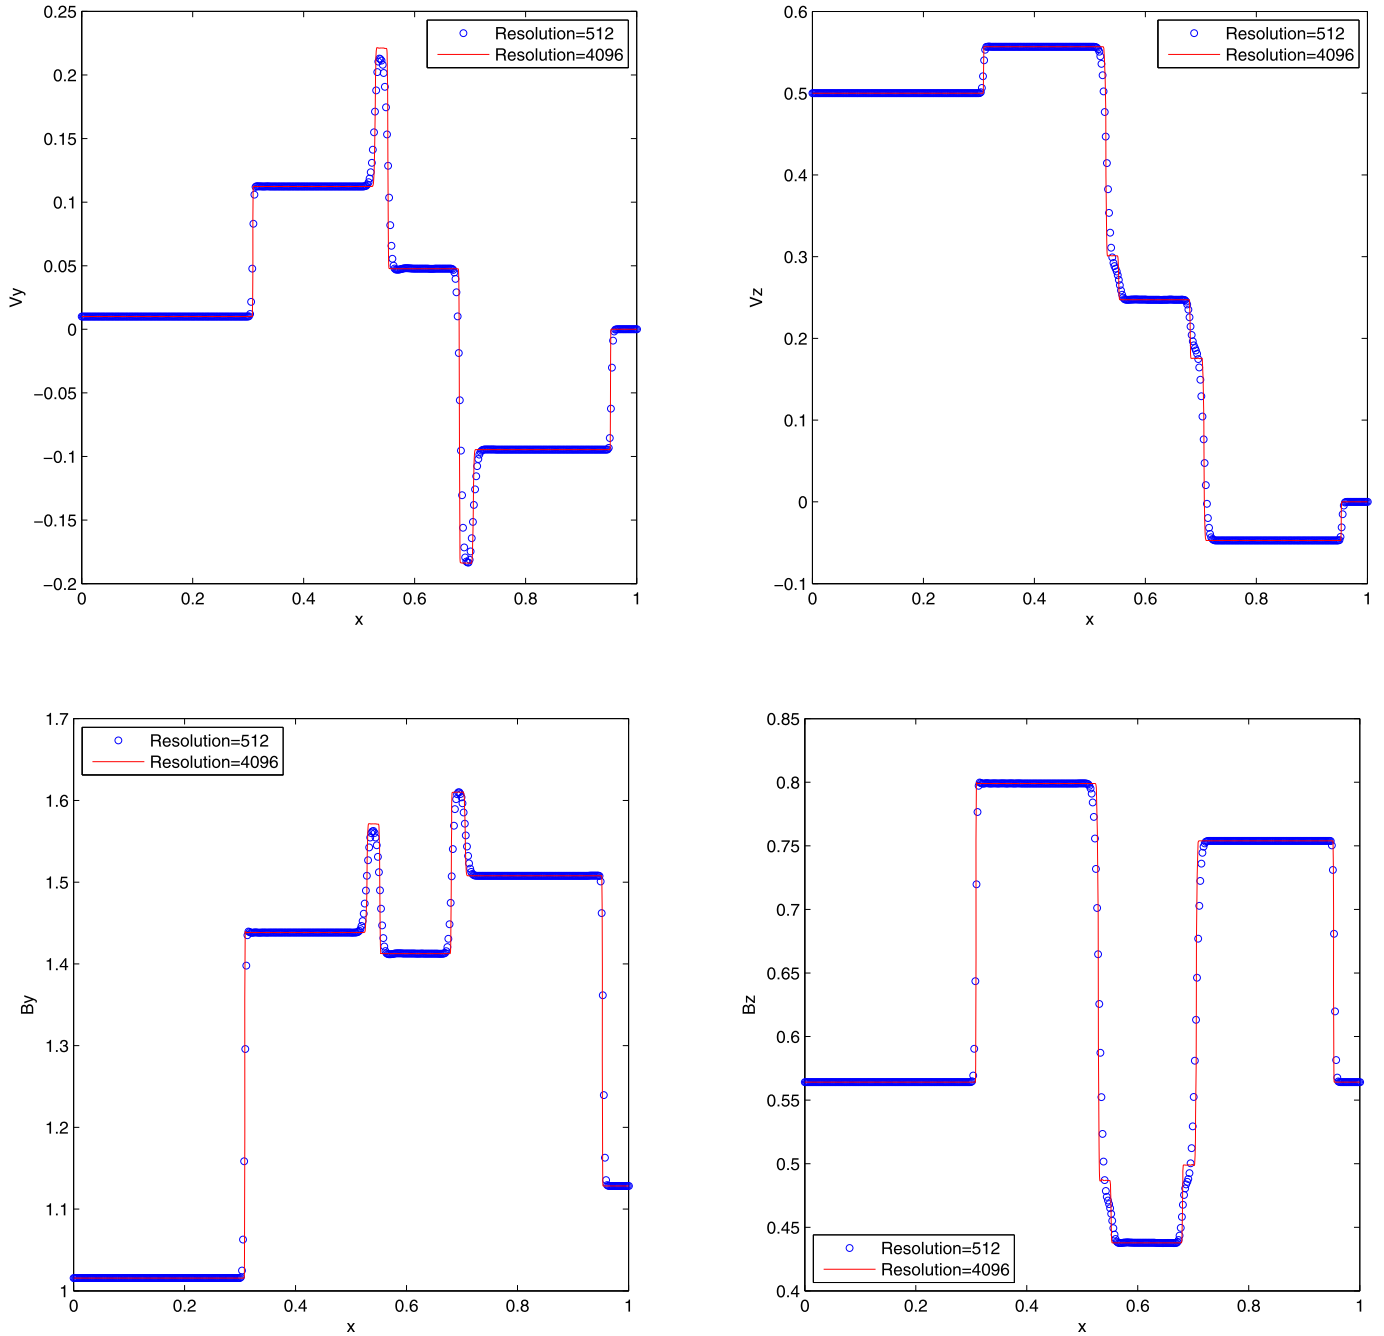 0.25
0.2
0.15
0.1
0.05
0
−0.05
−0.1
−0.15
−0.2
Vy
0 0.2 0.4 0.6 0.8 1
x
Resolution=512
Resolution=4096
0.6
0.5
0.4
0.3
0.2
0.1
0
−0.1
Vz
0 0.2 0.4 0.6 0.8 1
x
Resolution=512
Resolution=4096
1.7
1.6
1.5
1.4
1.3
1.2
1.1
1
By
0 0.2 0.4 0.6 0.8 1
x
Resolution=512
Resolution=4096
0.85
0.8
0.75
0.7
0.65
0.6
0.55
0.5
0.45
0.4
Bz
0 0.2 0.4 0.6 0.8 1
x
Resolution=512
Resolution=4096